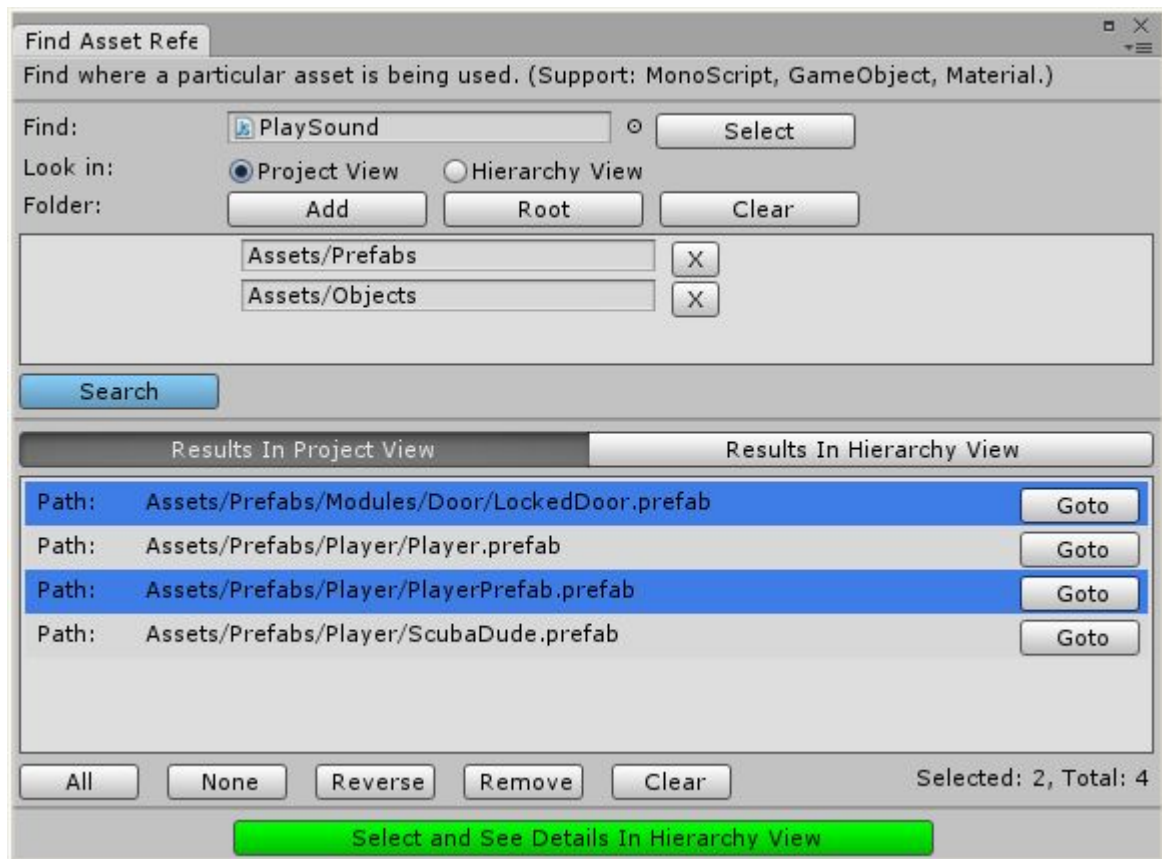 Find Asset Refe
Find where a particular asset is being used. (Support: MonoScript, GameObject, Material.)
Find: PlaySound Select
Look in: Project View Hierarchy View
Folder: Add Root Clear
Assets/Prefabs X
Assets/Objects X
Search
Results In Project View Results In Hierarchy View
Path: Assets/Prefabs/Modules/Door/LockedDoor.prefab Goto
Path: Assets/Prefabs/Player/Player.prefab Goto
Path: Assets/Prefabs/Player/PlayerPrefab.prefab Goto
Path: Assets/Prefabs/Player/ScubaDude.prefab Goto
All None Reverse Remove Clear Selected: 2, Total: 4
Select and See Details In Hierarchy View